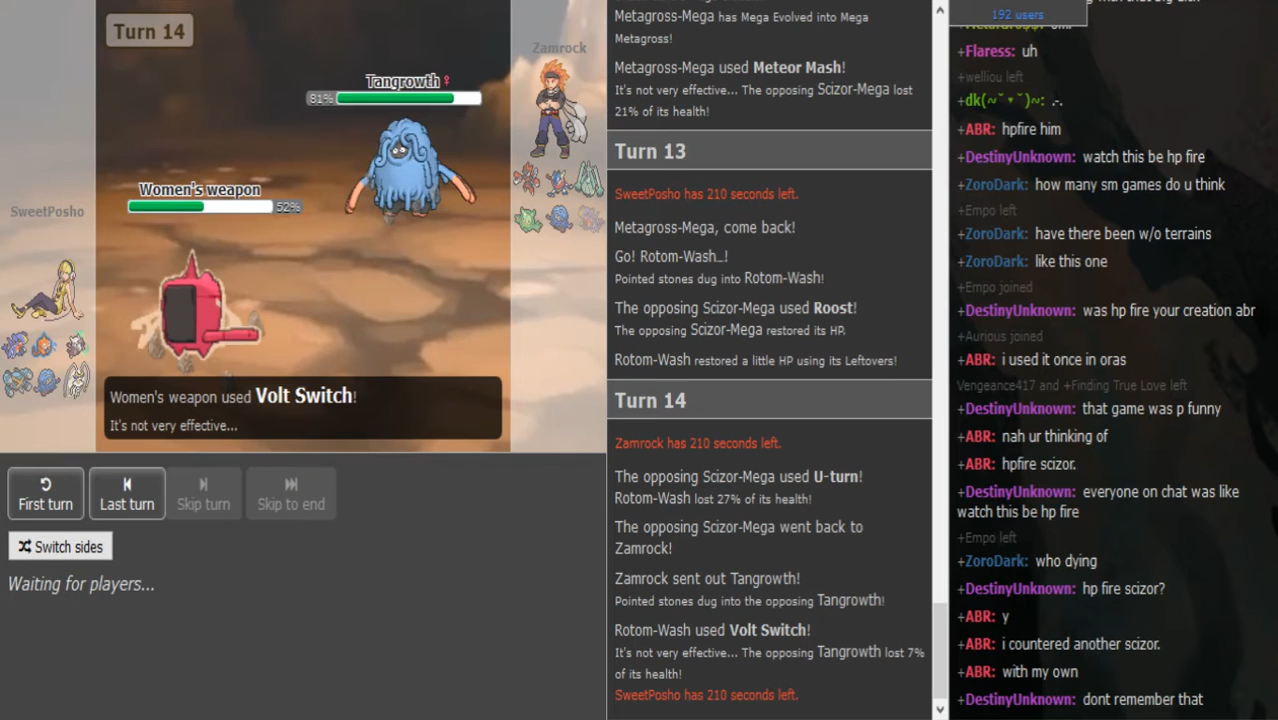 Turn 14
Zamrock
Tangrowth ♀
81%
Women's weapon
52%
SweetPosho
Women's weapon used Volt Switch!
It's not very effective...
First turn
Last turn
Skip turn
Skip to end
Switch sides
Waiting for players...
Metagross-Mega has Mega Evolved into Mega
Metagross!
Metagross-Mega used Meteor Mash!
It's not very effective... The opposing Scizor-Mega lost
21% of its health!
Turn 13
SweetPosho has 210 seconds left.
Metagross-Mega, come back!
Go! Rotom-Wash_!
Pointed stones dug into Rotom-Wash!
The opposing Scizor-Mega used Roost!
The opposing Scizor-Mega restored its HP.
Rotom-Wash restored a little HP using its Leftovers!
Turn 14
Zamrock has 210 seconds left.
The opposing Scizor-Mega used U-turn!
Rotom-Wash lost 27% of its health!
The opposing Scizor-Mega went back to
Zamrock!
Zamrock sent out Tangrowth!
Pointed stones dug into the opposing Tangrowth!
Rotom-Wash used Volt Switch!
It's not very effective... The opposing Tangrowth lost 7%
of its health!
SweetPosho has 210 seconds left.
192 users
+Flaress: uh
+welliou left
+dk(~˘▾˘)~: .-.
+ABR: hpfire him
+DestinyUnknown: watch this be hp fire
+ZoroDark: how many sm games do u think
+Empo left
+ZoroDark: have there been w/o terrains
+ZoroDark: like this one
+Empo joined
+DestinyUnknown: was hp fire your creation abr
+Aurious joined
+ABR: i used it once in oras
Vengeance417 and +Finding True Love left
+DestinyUnknown: that game was p funny
+ABR: nah ur thinking of
+ABR: hpfire scizor.
+DestinyUnknown: everyone on chat was like
watch this be hp fire
+Empo left
+ZoroDark: who dying
+DestinyUnknown: hp fire scizor?
+ABR: y
+ABR: i countered another scizor.
+ABR: with my own
+DestinyUnknown: dont remember that